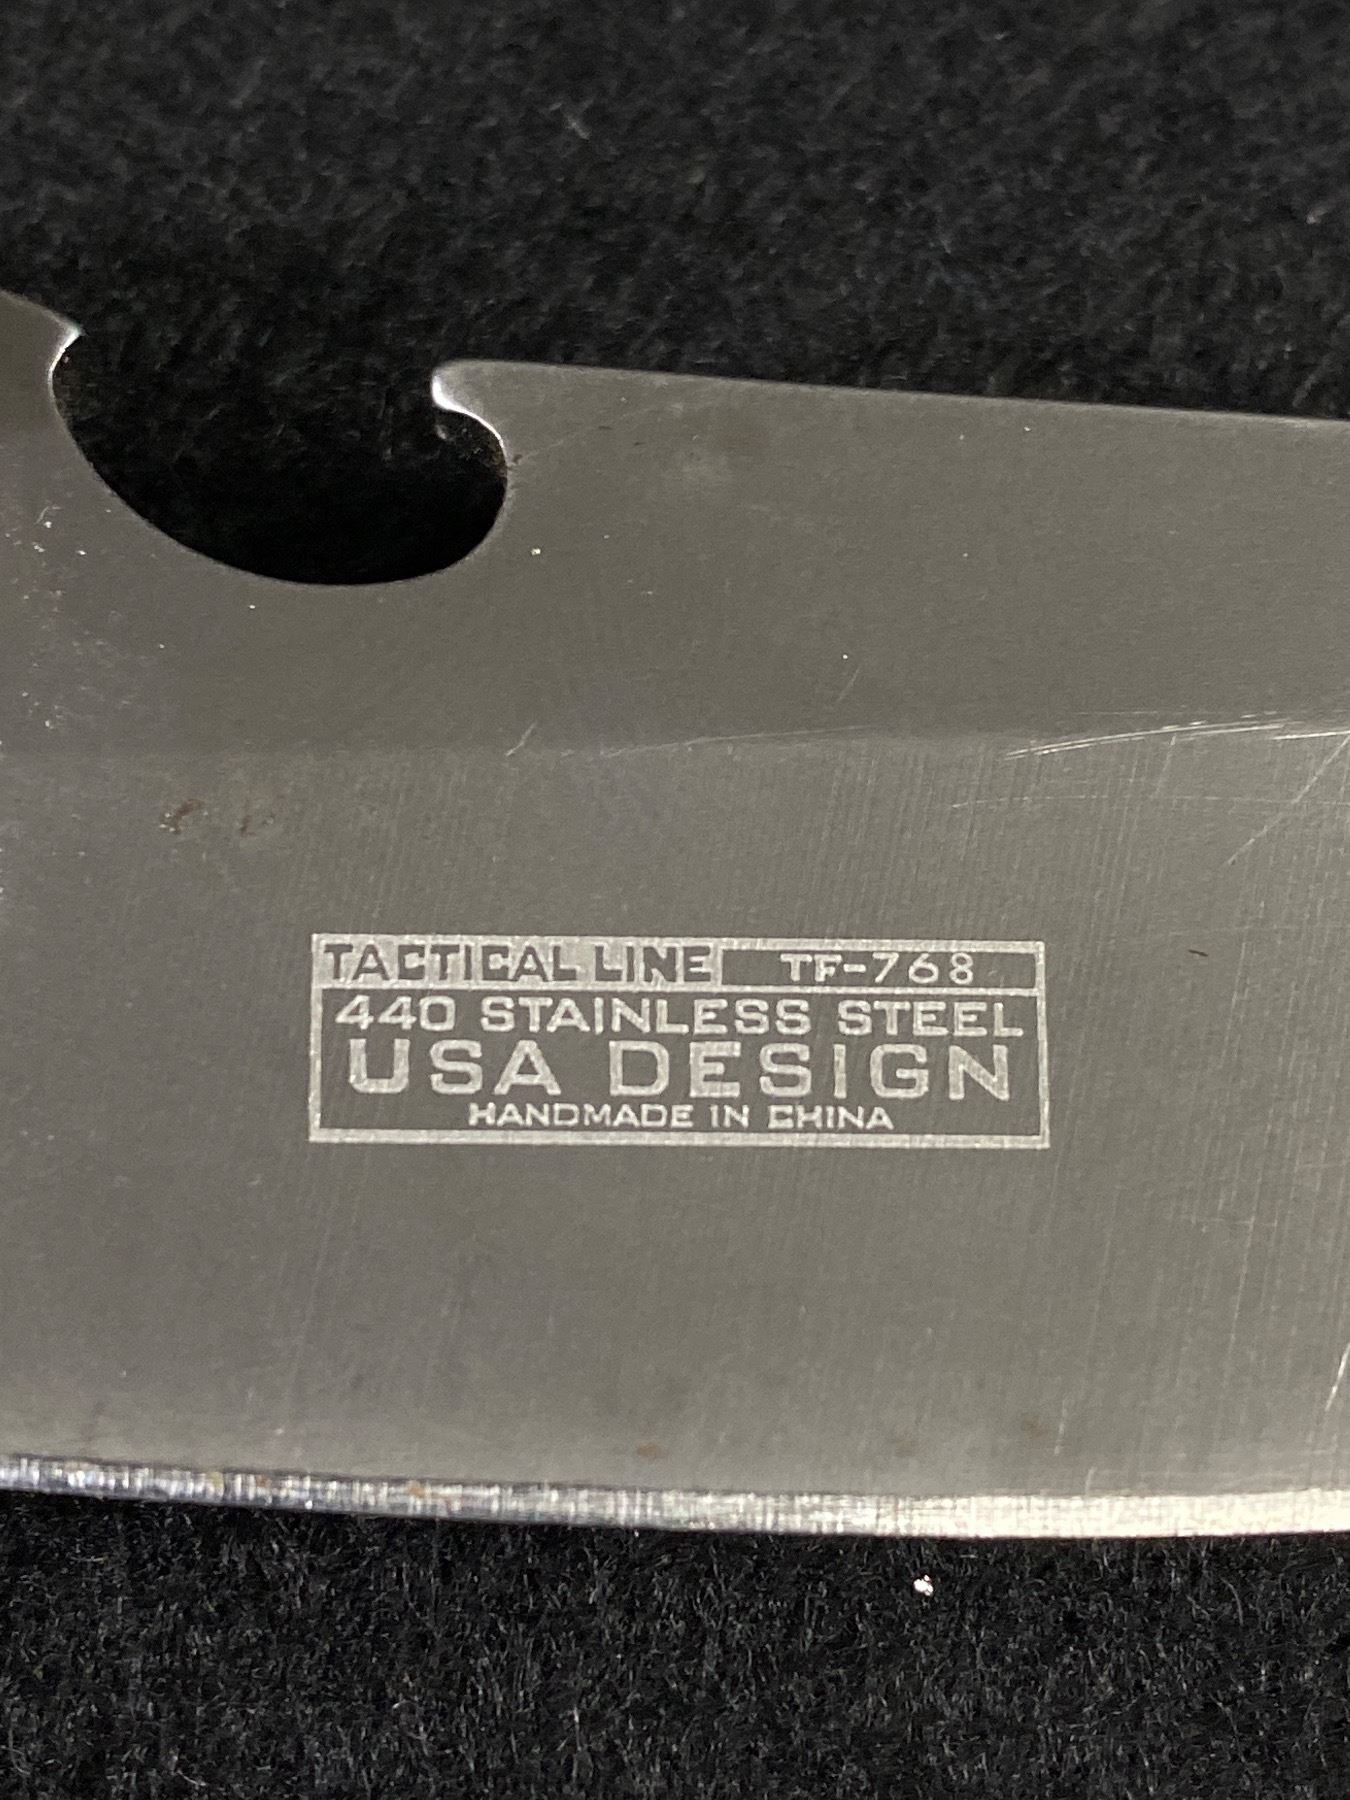 TACTICAL LINE TF-768
440 STAINLESS STEEL
USA DESIGN
HANDMADE IN CHINA